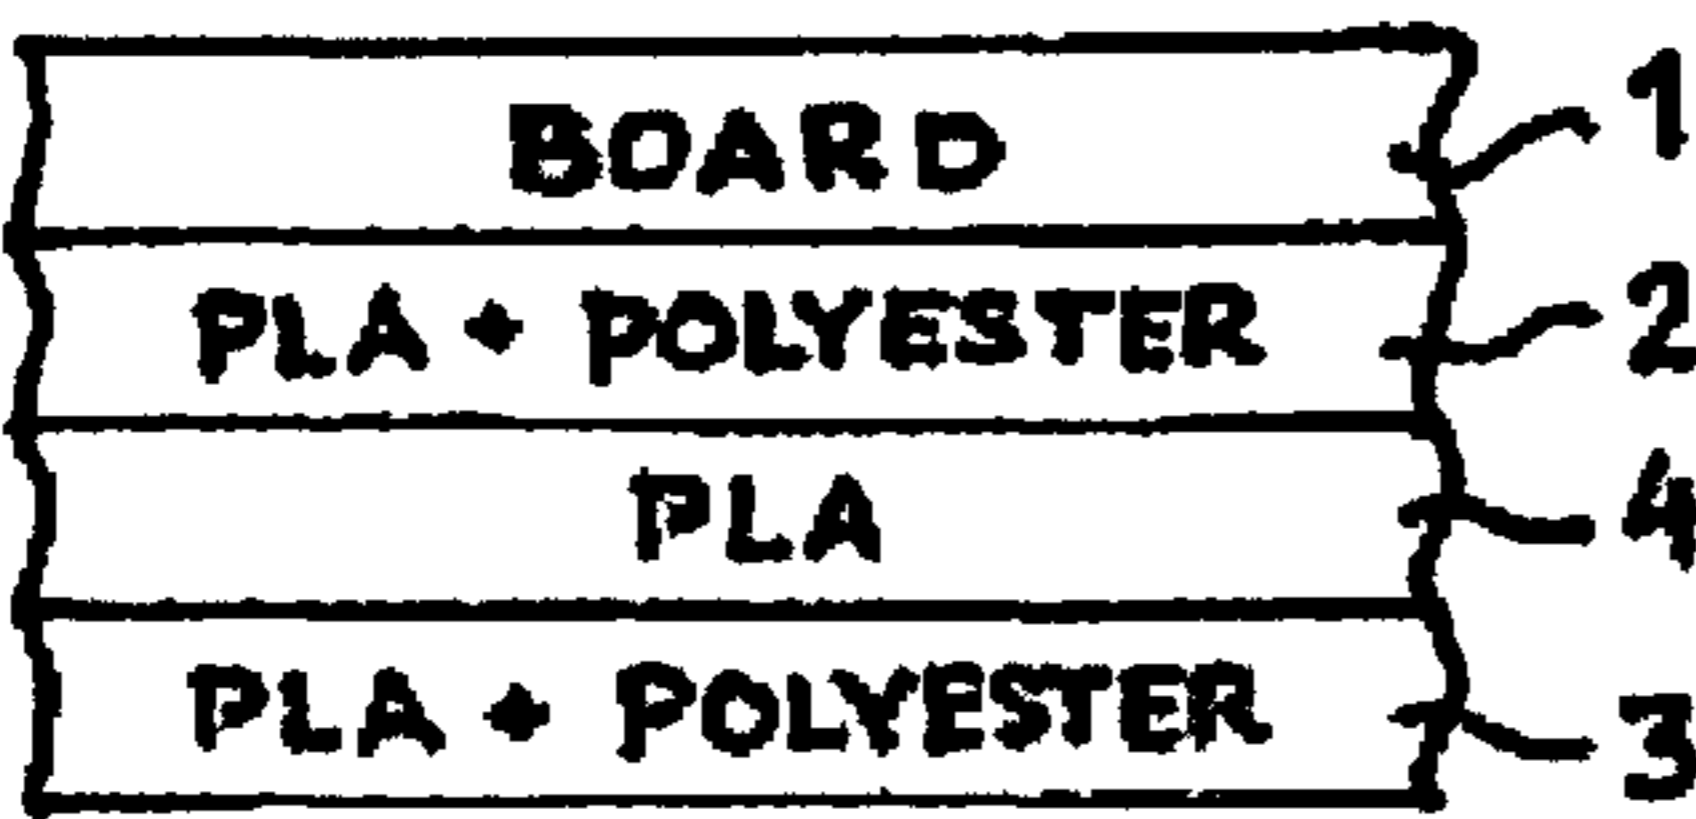 BOARD 1
PLA + POLYESTER 2
PLA 4
PLA + POLYESTER 3